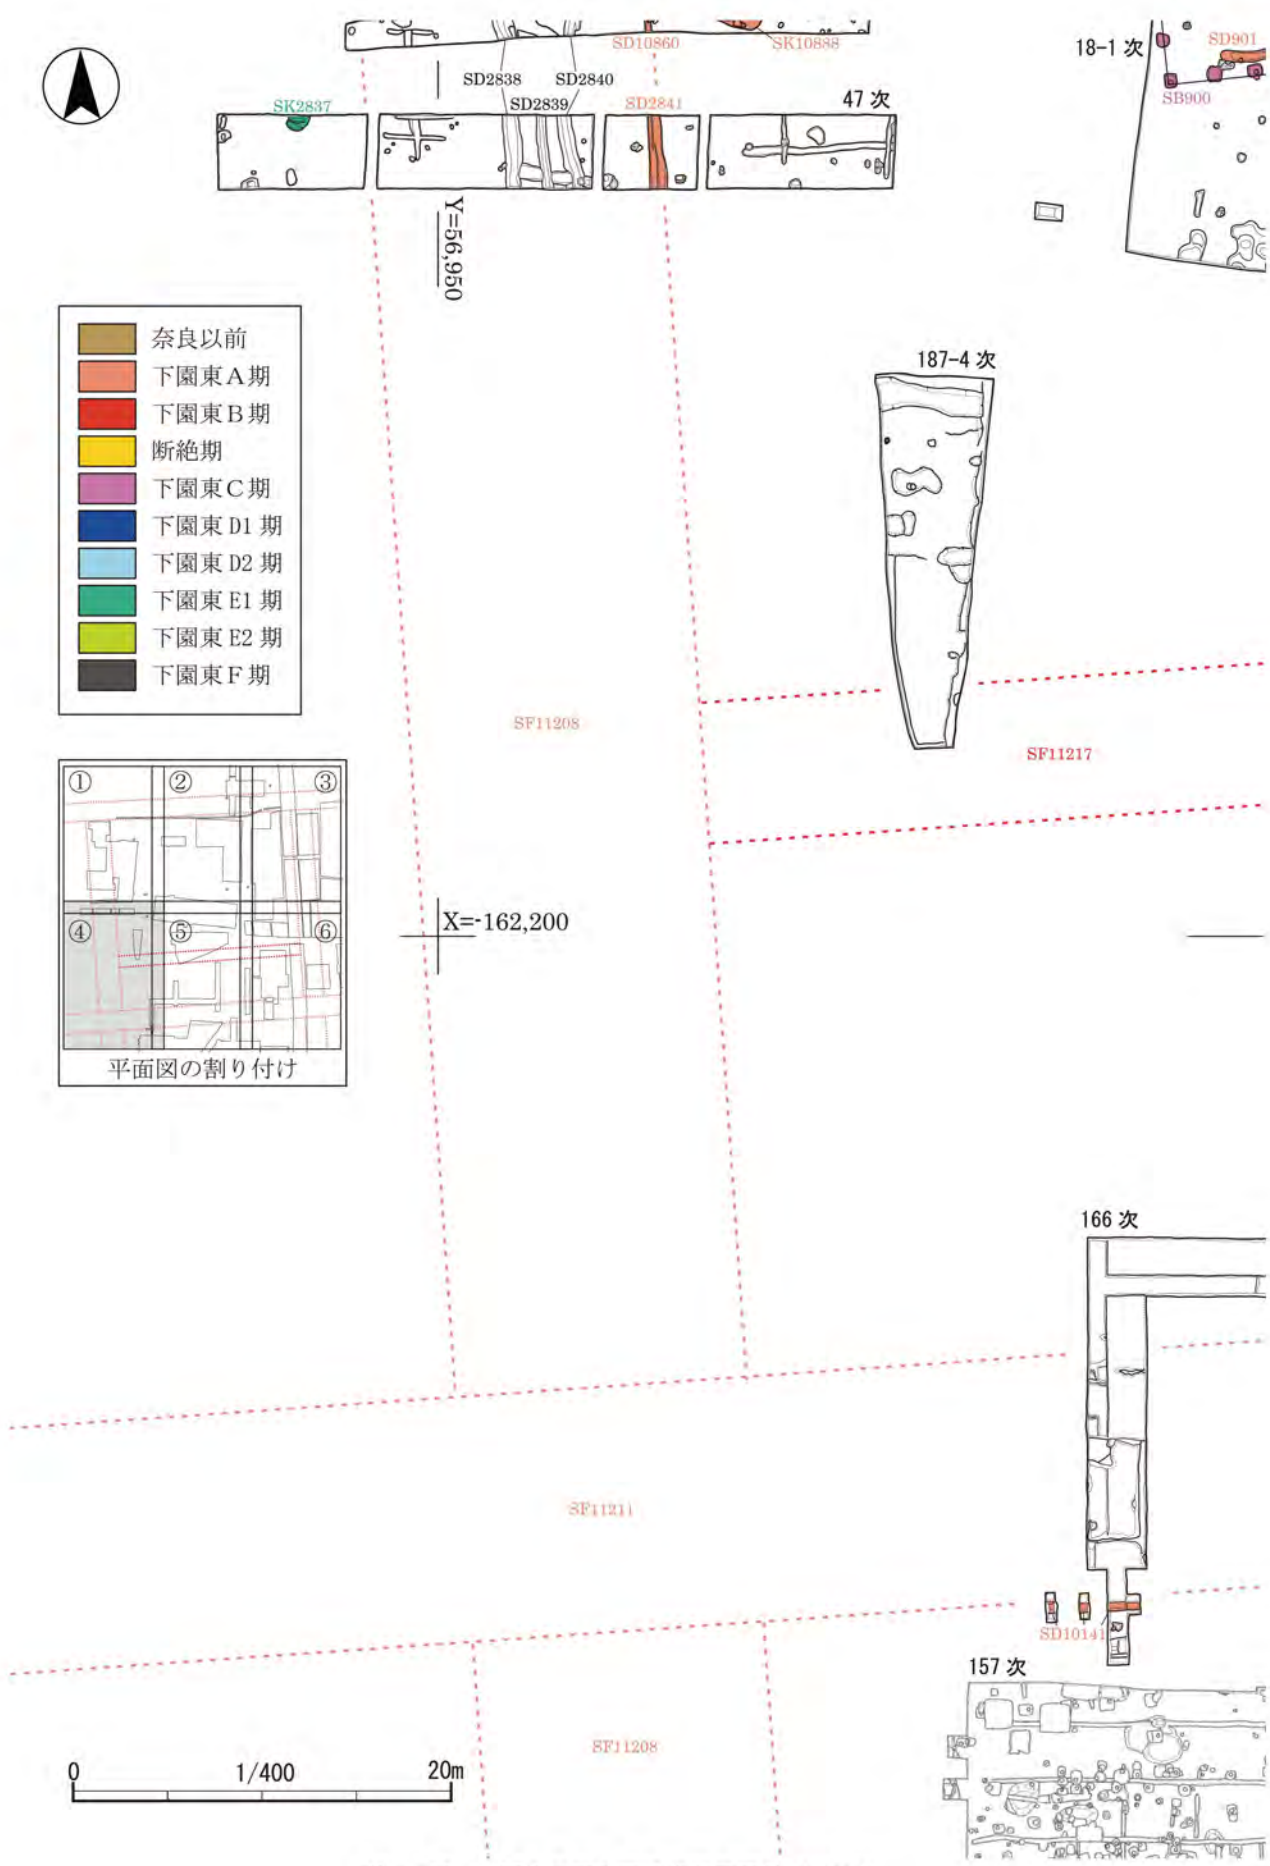 SD10860
SK10888
18-1 次
SD901
SD2838
SD2840
SB900
SK2837
SD2839
SD2841
47 次
Y=56,950
奈良以前
下園東A期
下園東B期
断絶期
下園東C期
下園東 D1 期
下園東 D2 期
下園東 E1 期
下園東 E2 期
下園東F期
187-4 次
SF11208
SF11217
①
②
③
④
⑤
⑥
平面図の割り付け
X=-162,200
166 次
SF11211
SD10141
157 次
SF11208
0
1/400
20m